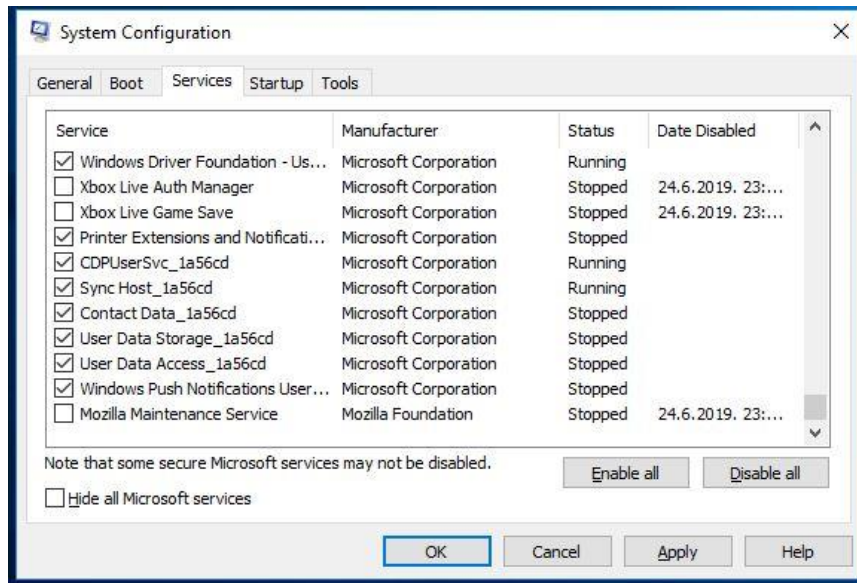 System Configuration
General Boot Services Startup Tools
Service Manufacturer Status Date Disabled
Windows Driver Foundation - Us... Microsoft Corporation Running
Xbox Live Auth Manager Microsoft Corporation Stopped 24.6.2019. 23:...
Xbox Live Game Save Microsoft Corporation Stopped 24.6.2019. 23:...
Printer Extensions and Notificati... Microsoft Corporation Stopped
CDPUserSvc_1a56cd Microsoft Corporation Running
Sync Host_1a56cd Microsoft Corporation Running
Contact Data_1a56cd Microsoft Corporation Stopped
User Data Storage_1a56cd Microsoft Corporation Stopped
User Data Access_1a56cd Microsoft Corporation Stopped
Windows Push Notifications User... Microsoft Corporation Stopped
Mozilla Maintenance Service Mozilla Foundation Stopped 24.6.2019. 23:...
Note that some secure Microsoft services may not be disabled.
Enable all Disable all
Hide all Microsoft services
OK Cancel Apply Help